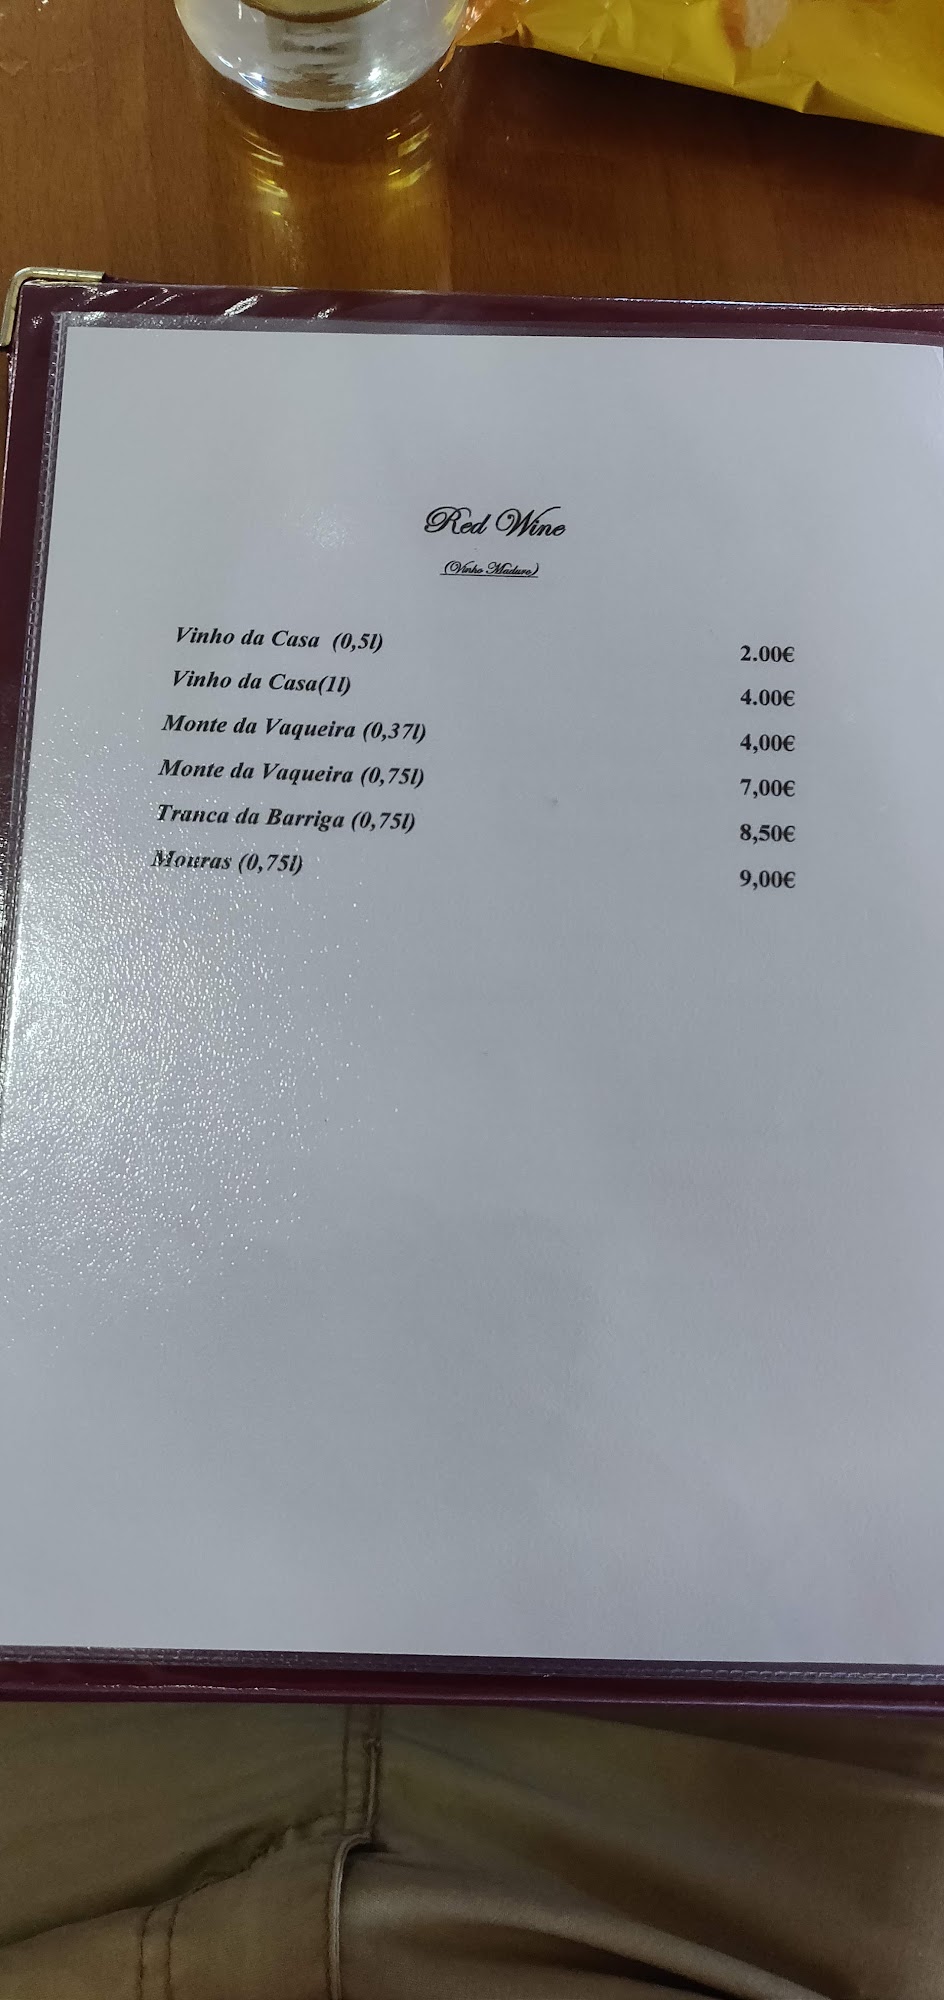 Red Wine
(Vinho Maduro)
Vinho da Casa (0,5l) 2.00€
Vinho da Casa(1l) 4.00€
Monte da Vaqueira (0,37l) 4,00€
Monte da Vaqueira (0,75l) 7,00€
Tranca da Barriga (0,75l) 8,50€
Mouras (0,75l) 9,00€